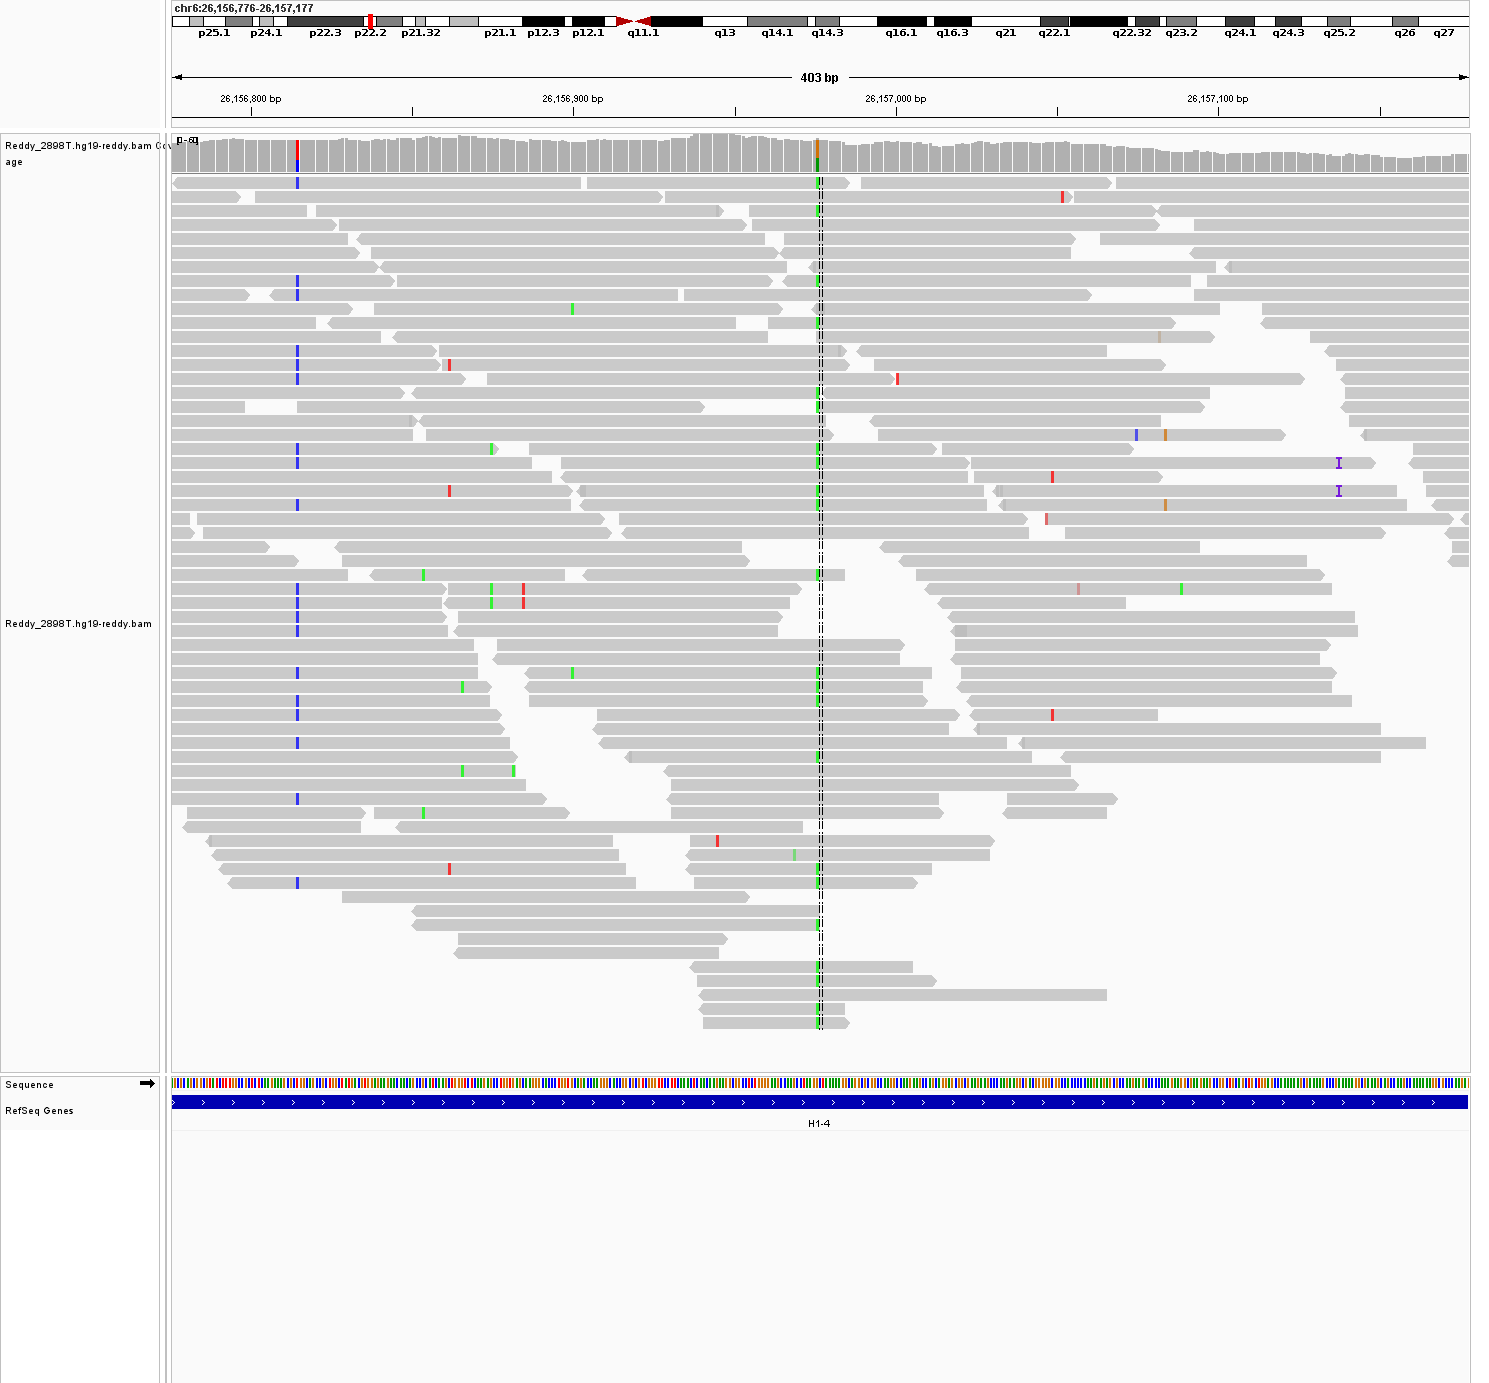 chr6:26,156,776-26,157,177
p25.1 p24.1 p22.3 p22.2 p21.32 p21.1 p12.3 p12.1 q11.1 q13 q14.1 q14.3 q16.1 q16.3 q21 q22.1 q22.32 q23.2 q24.1 q24.3 q25.2 q26 q27
403 bp
26,156,800 bp 26,156,900 bp 26,157,000 bp 26,157,100 bp
Reddy_2898T.hg19-reddy.bam
age
Reddy_2898T.hg19-reddy.bam
Sequence
RefSeq Genes
H1-4